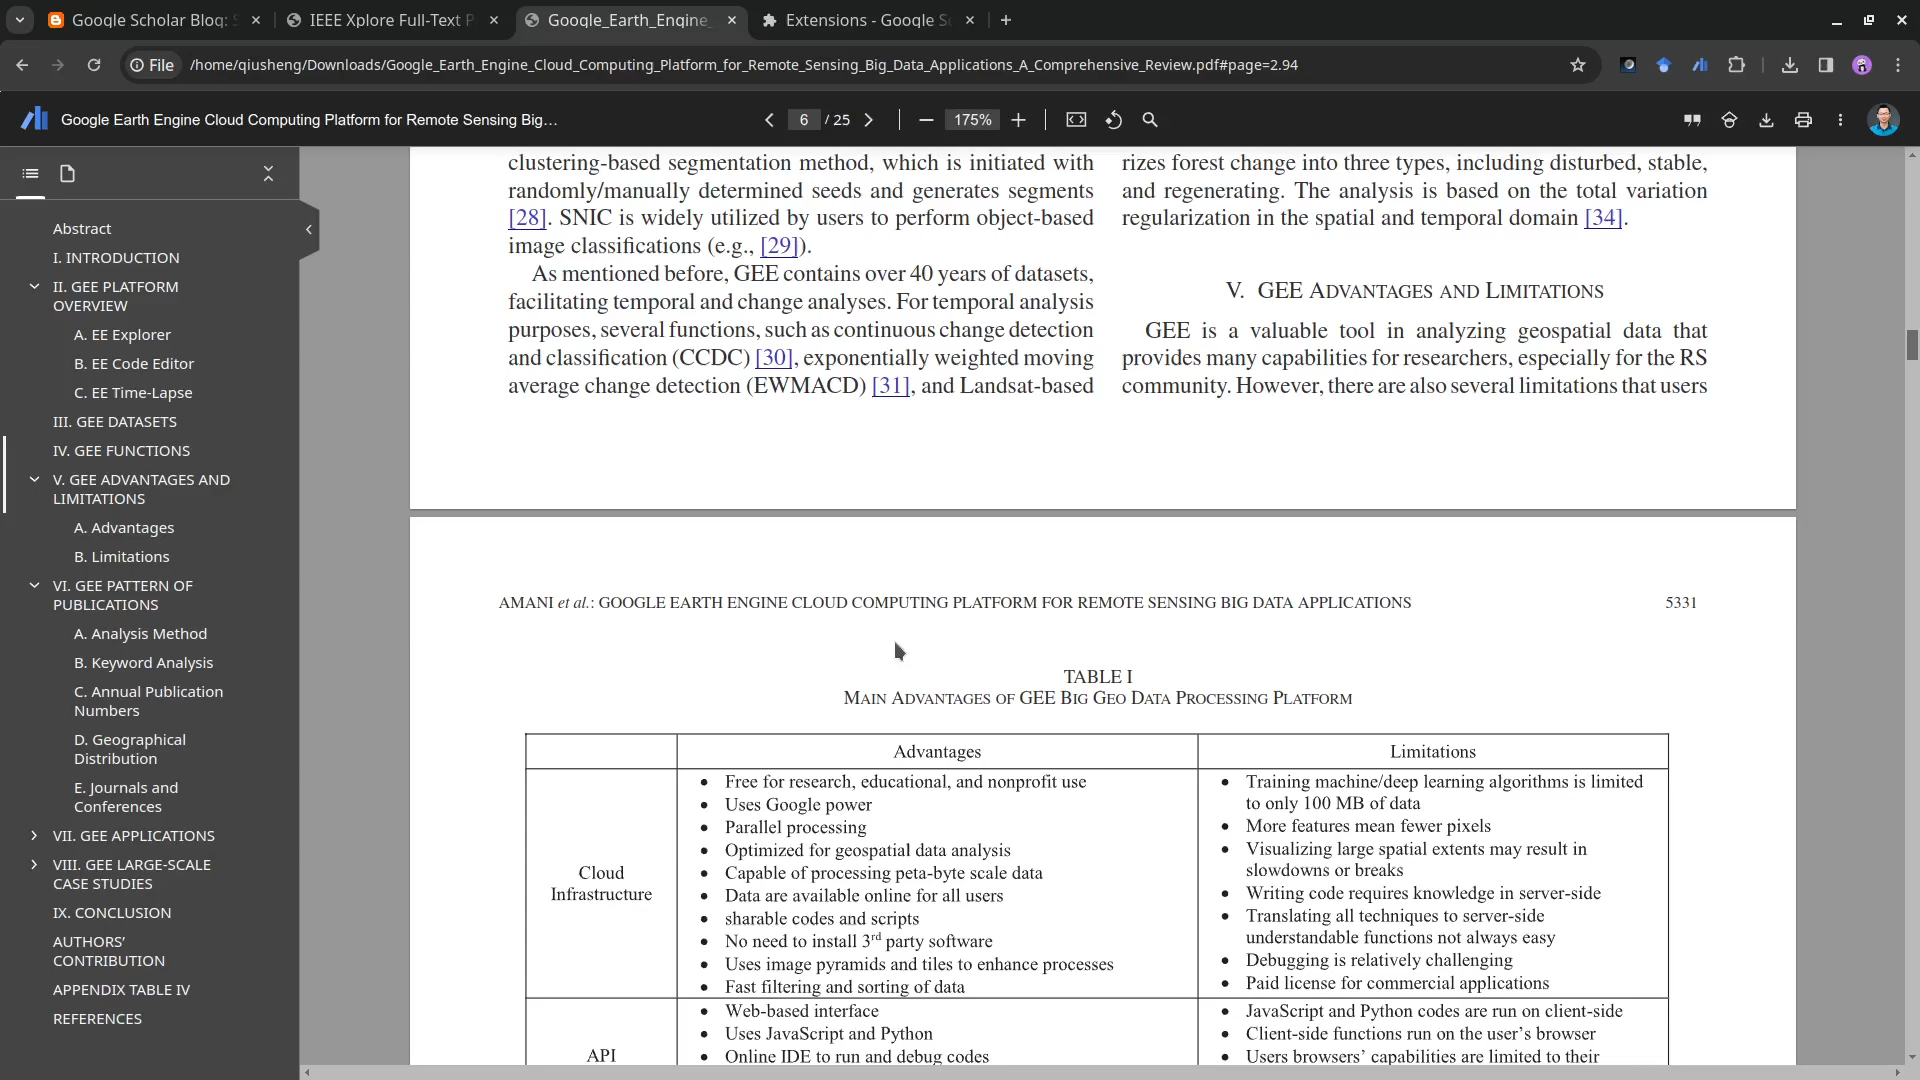 Google Scholar Blog: S
IEEE Xplore Full-Text P
Google_Earth_Engine_
Extensions - Google Sc
File
/home/qiusheng/Downloads/Google_Earth_Engine_Cloud_Computing_Platform_for_Remote_Sensing_Big_Data_Applications_A_Comprehensive_Review.pdf#page=2.94
Google Earth Engine Cloud Computing Platform for Remote Sensing Big...
6 / 25
175%
Abstract
I. INTRODUCTION
II. GEE PLATFORM
OVERVIEW
A. EE Explorer
B. EE Code Editor
C. EE Time-Lapse
III. GEE DATASETS
IV. GEE FUNCTIONS
V. GEE ADVANTAGES AND
LIMITATIONS
A. Advantages
B. Limitations
VI. GEE PATTERN OF
PUBLICATIONS
A. Analysis Method
B. Keyword Analysis
C. Annual Publication
Numbers
D. Geographical
Distribution
E. Journals and
Conferences
VII. GEE APPLICATIONS
VIII. GEE LARGE-SCALE
CASE STUDIES
IX. CONCLUSION
AUTHORS’
CONTRIBUTION
APPENDIX TABLE IV
REFERENCES
clustering-based segmentation method, which is initiated with
randomly/manually determined seeds and generates segments
[28]. SNIC is widely utilized by users to perform object-based
image classifications (e.g., [29]).
As mentioned before, GEE contains over 40 years of datasets,
facilitating temporal and change analyses. For temporal analysis
purposes, several functions, such as continuous change detection
and classification (CCDC) [30], exponentially weighted moving
average change detection (EWMACD) [31], and Landsat-based
rizes forest change into three types, including disturbed, stable,
and regenerating. The analysis is based on the total variation
regularization in the spatial and temporal domain [34].
V. GEE ADVANTAGES AND LIMITATIONS
GEE is a valuable tool in analyzing geospatial data that
provides many capabilities for researchers, especially for the RS
community. However, there are also several limitations that users
AMANI et al.: GOOGLE EARTH ENGINE CLOUD COMPUTING PLATFORM FOR REMOTE SENSING BIG DATA APPLICATIONS
5331
TABLE I
MAIN ADVANTAGES OF GEE BIG GEO DATA PROCESSING PLATFORM
Advantages
Limitations
Cloud
Infrastructure
• Free for research, educational, and nonprofit use
• Uses Google power
• Parallel processing
• Optimized for geospatial data analysis
• Capable of processing peta-byte scale data
• Data are available online for all users
• sharable codes and scripts
• No need to install 3rd party software
• Uses image pyramids and tiles to enhance processes
• Fast filtering and sorting of data
• Training machine/deep learning algorithms is limited
to only 100 MB of data
• More features mean fewer pixels
• Visualizing large spatial extents may result in
slowdowns or breaks
• Writing code requires knowledge in server-side
• Translating all techniques to server-side
understandable functions not always easy
• Debugging is relatively challenging
• Paid license for commercial applications
API
• Web-based interface
• Uses JavaScript and Python
• Online IDE to run and debug codes
• JavaScript and Python codes are run on client-side
• Client-side functions run on the user’s browser
• Users browsers’ capabilities are limited to their